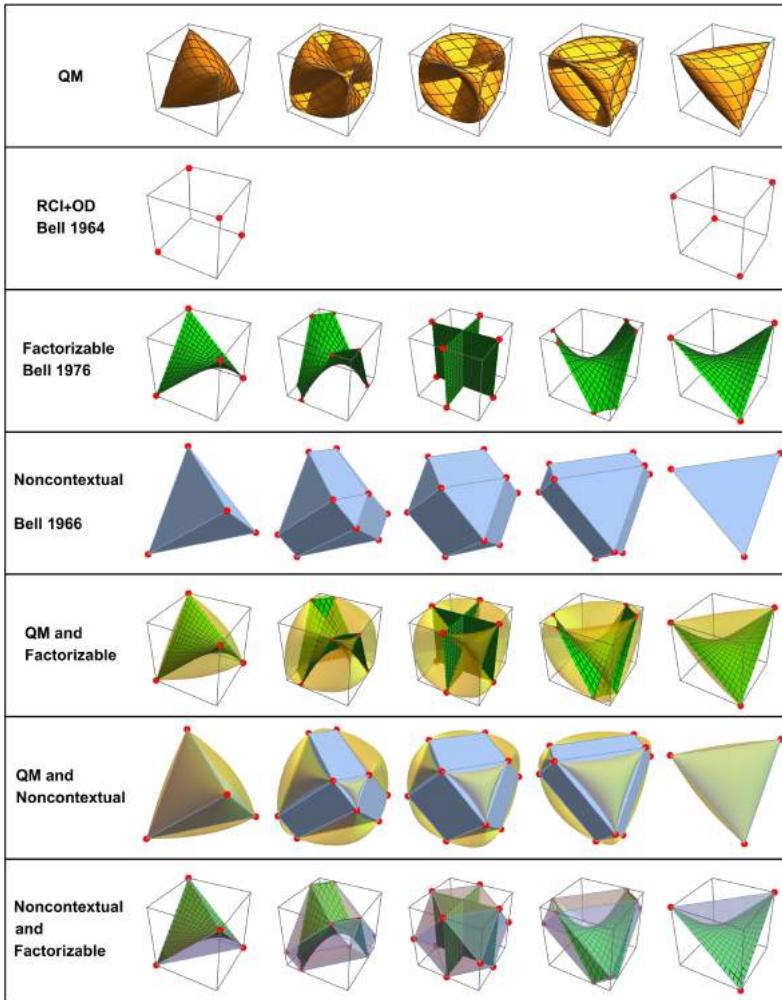 QM
RCI+OD
Bell 1964
Factorizable
Bell 1976
Noncontextual
Bell 1966
QM and
Factorizable
QM and
Noncontextual
Noncontextual
and
Factorizable